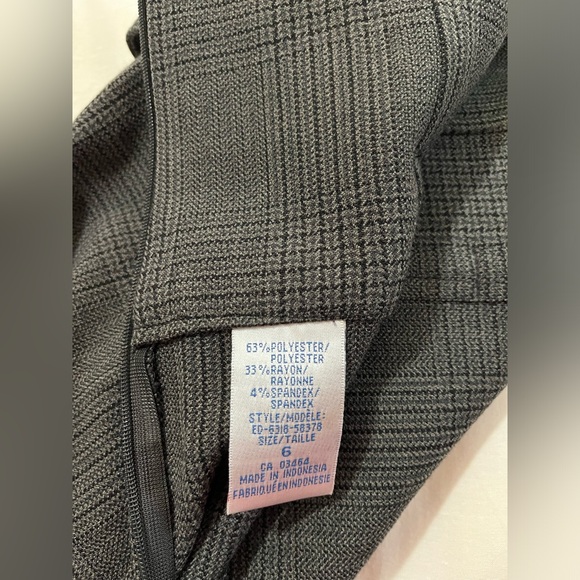 63%POLYESTER/
POLYESTER
33%RAYON/
RAYONNE
4%SPANDEX/
SPANDEX
STYLE/MODÈLE:
ED-6318-58378
SIZE/TAILLE
6
CA 03464
MADE IN INDONESIA
FABRIQUÉ EN INDONESIE